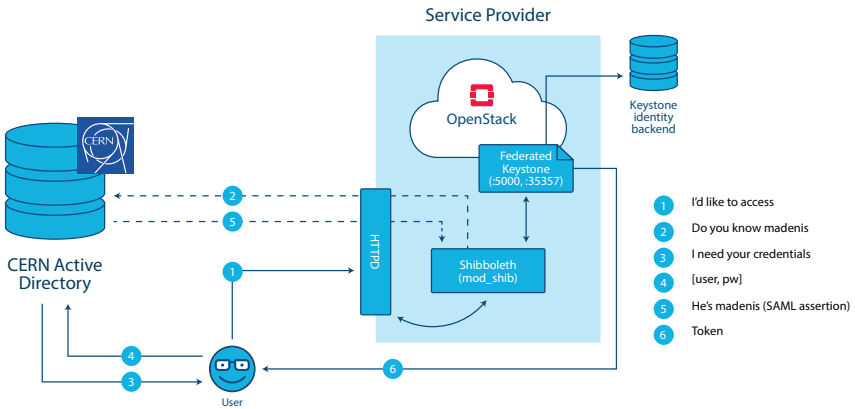 Service Provider
OpenStack
Keystone
identity
backend
CERN
Federated
Keystone
(:5000, :35357)
2
5
HTTPD
Shibboleth
(mod_shib)
CERN Active
Directory
1
4
3
6
User
1 I'd like to access
2 Do you know madenis
3 I need your credentials
4 [user, pw]
5 He's madenis (SAML assertion)
6 Token